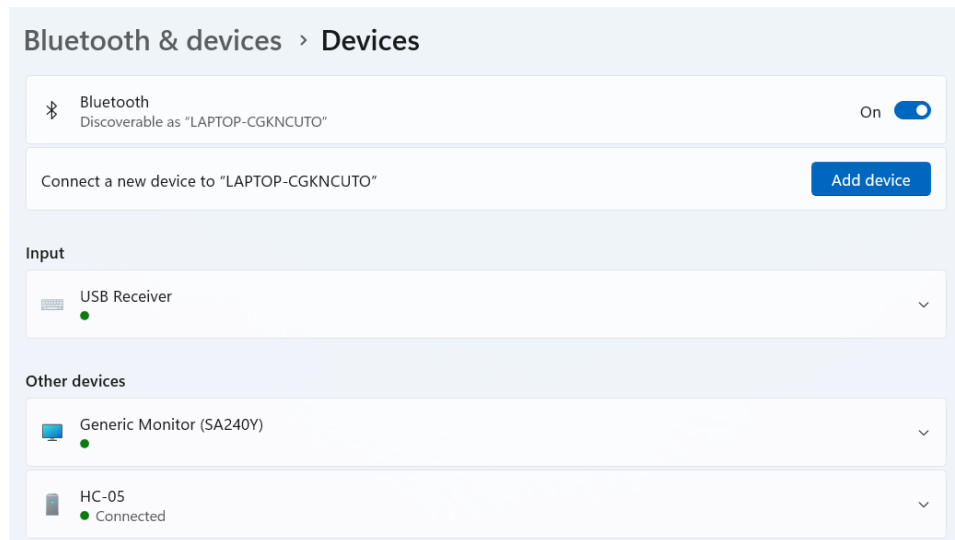 Bluetooth & devices > Devices
Bluetooth
Discoverable as “LAPTOP-CGKNCUTO”
On
Connect a new device to “LAPTOP-CGKNCUTO”
Add device
Input
USB Receiver
Other devices
Generic Monitor (SA240Y)
HC-05
Connected